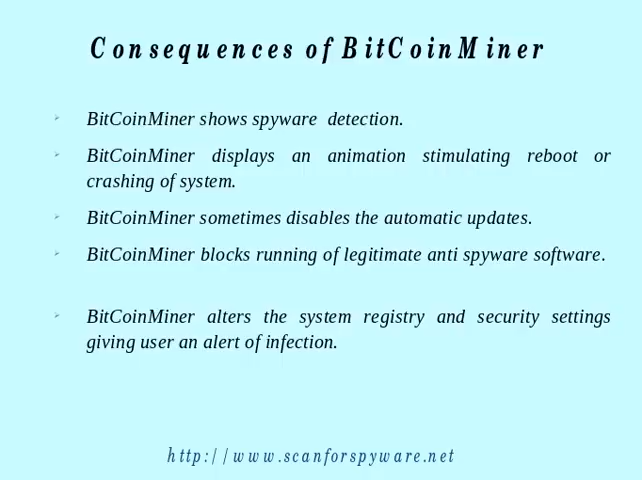 Consequences of BitCoinMiner
BitCoinMiner shows spyware detection.
BitCoinMiner displays an animation stimulating reboot or
crashing of system.
BitCoinMiner sometimes disables the automatic updates.
BitCoinMiner blocks running of legitimate anti spyware software.
BitCoinMiner alters the system registry and security settings
giving user an alert of infection.
http://www.scanforspyware.net